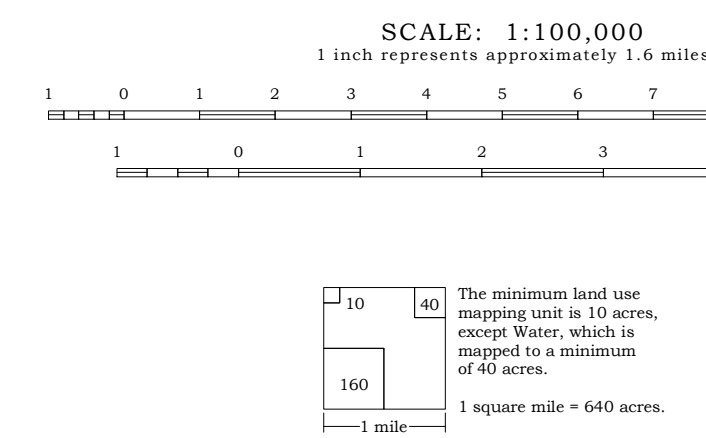 SCALE: 1:100,000
1 inch represents approximately 1.6 miles
1 0 1 2 3 4 5 6 7
1 0 1 2 3
10
40
160
1 mile
The minimum land use
mapping unit is 10 acres,
except Water, which is
mapped to a minimum
of 40 acres.
1 square mile = 640 acres.